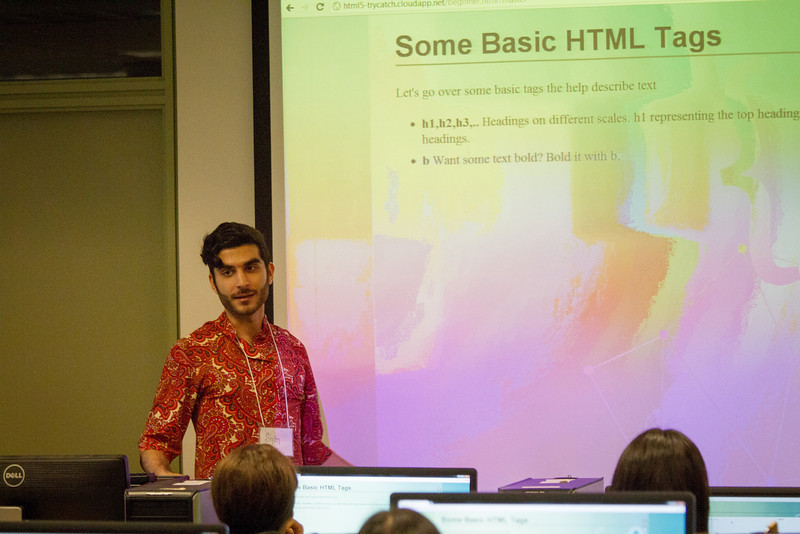 html5-trycatch.cloudapp.net/beginner.html#master
Some Basic HTML Tags
Let's go over some basic tags the help describe text
h1,h2,h3,.. Headings on different scales. h1 representing the top heading
headings.
b Want some text bold? Bold it with b.
DELL
Some Basic HTML Tags
Some Basic HTML Tags